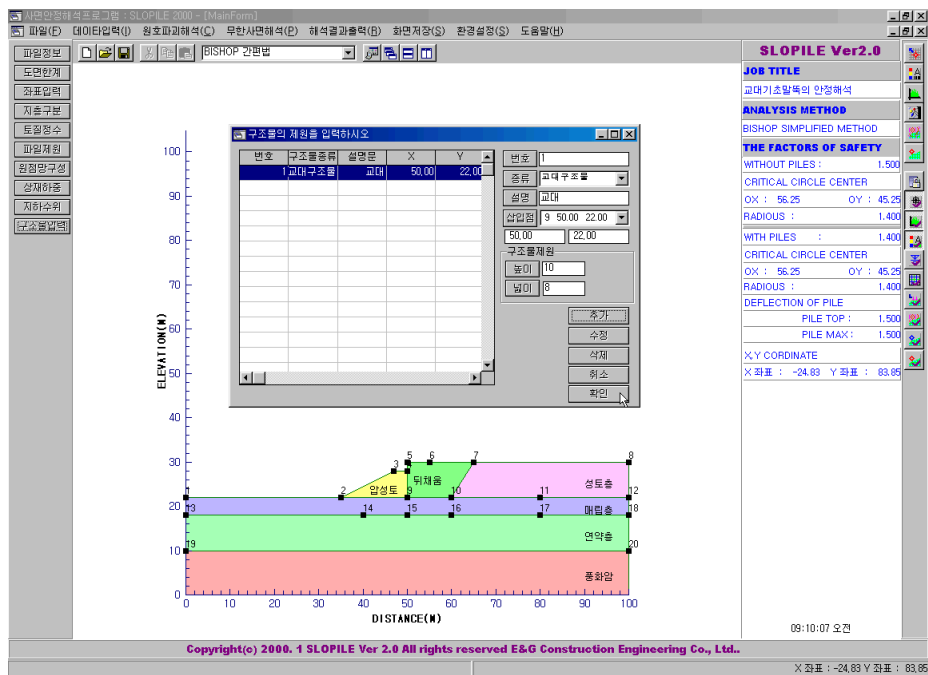 사면안정해석프로그램 : SLOPILE 2000 - [MainForm]
파일(F) 데이타입력(I) 원호파괴해석(C) 무한사면해석(P) 해석결과출력(R) 화면저장(S) 환경설정(S) 도움말(H)
파일정보
도면한계
좌표입력
지층구분
토질정수
파일제원
원점망구성
상재하중
지하수위
구조물입력
BISHOP 간편법
구조물의 제원을 입력하시오
번호 구조물종류 설명문 X Y
1 교대구조물 교대 50,00 22,00
번호 1
종류 교대구조물
설명 교대
삽입점 9 50.00 22.00
50,00 22,00
구조물제원
높이 10
넓이 8
추가
수정
삭제
취소
확인
SLOPILE Ver2.0
JOB TITLE
교대기초말뚝의 안정해석
ANALYSIS METHOD
BISHOP SIMPLIFIED METHOD
THE FACTORS OF SAFETY
WITHOUT PILES : 1.500
CRITICAL CIRCLE CENTER
OX : 56.25 OY : 45.25
RADIOUS : 1.400
WITH PILES : 1.400
CRITICAL CIRCLE CENTER
OX : 56.25 OY : 45.25
RADIOUS : 1.400
DEFLECTION OF PILE
PILE TOP : 1.500
PILE MAX : 1.500
X,Y CORDINATE
X 좌표 : -24.83 Y 좌표 : 83.85
09:10:07 오전
ELEVATION(M)
100
90
80
70
60
50
40
30
20
10
0
5 6 7 8
3 4
뒤채움
압성토
성토층
1 2 9 10 11 12
13 14 15 16 17 18
매립층
연약층
19 20
풍화암
0 10 20 30 40 50 60 70 80 90 100
DISTANCE(M)
Copyright(c) 2000. 1 SLOPILE Ver 2.0 All rights reserved E&G Construction Engineering Co., Ltd..
X 좌표 : -24,83 Y 좌표 : 83,85